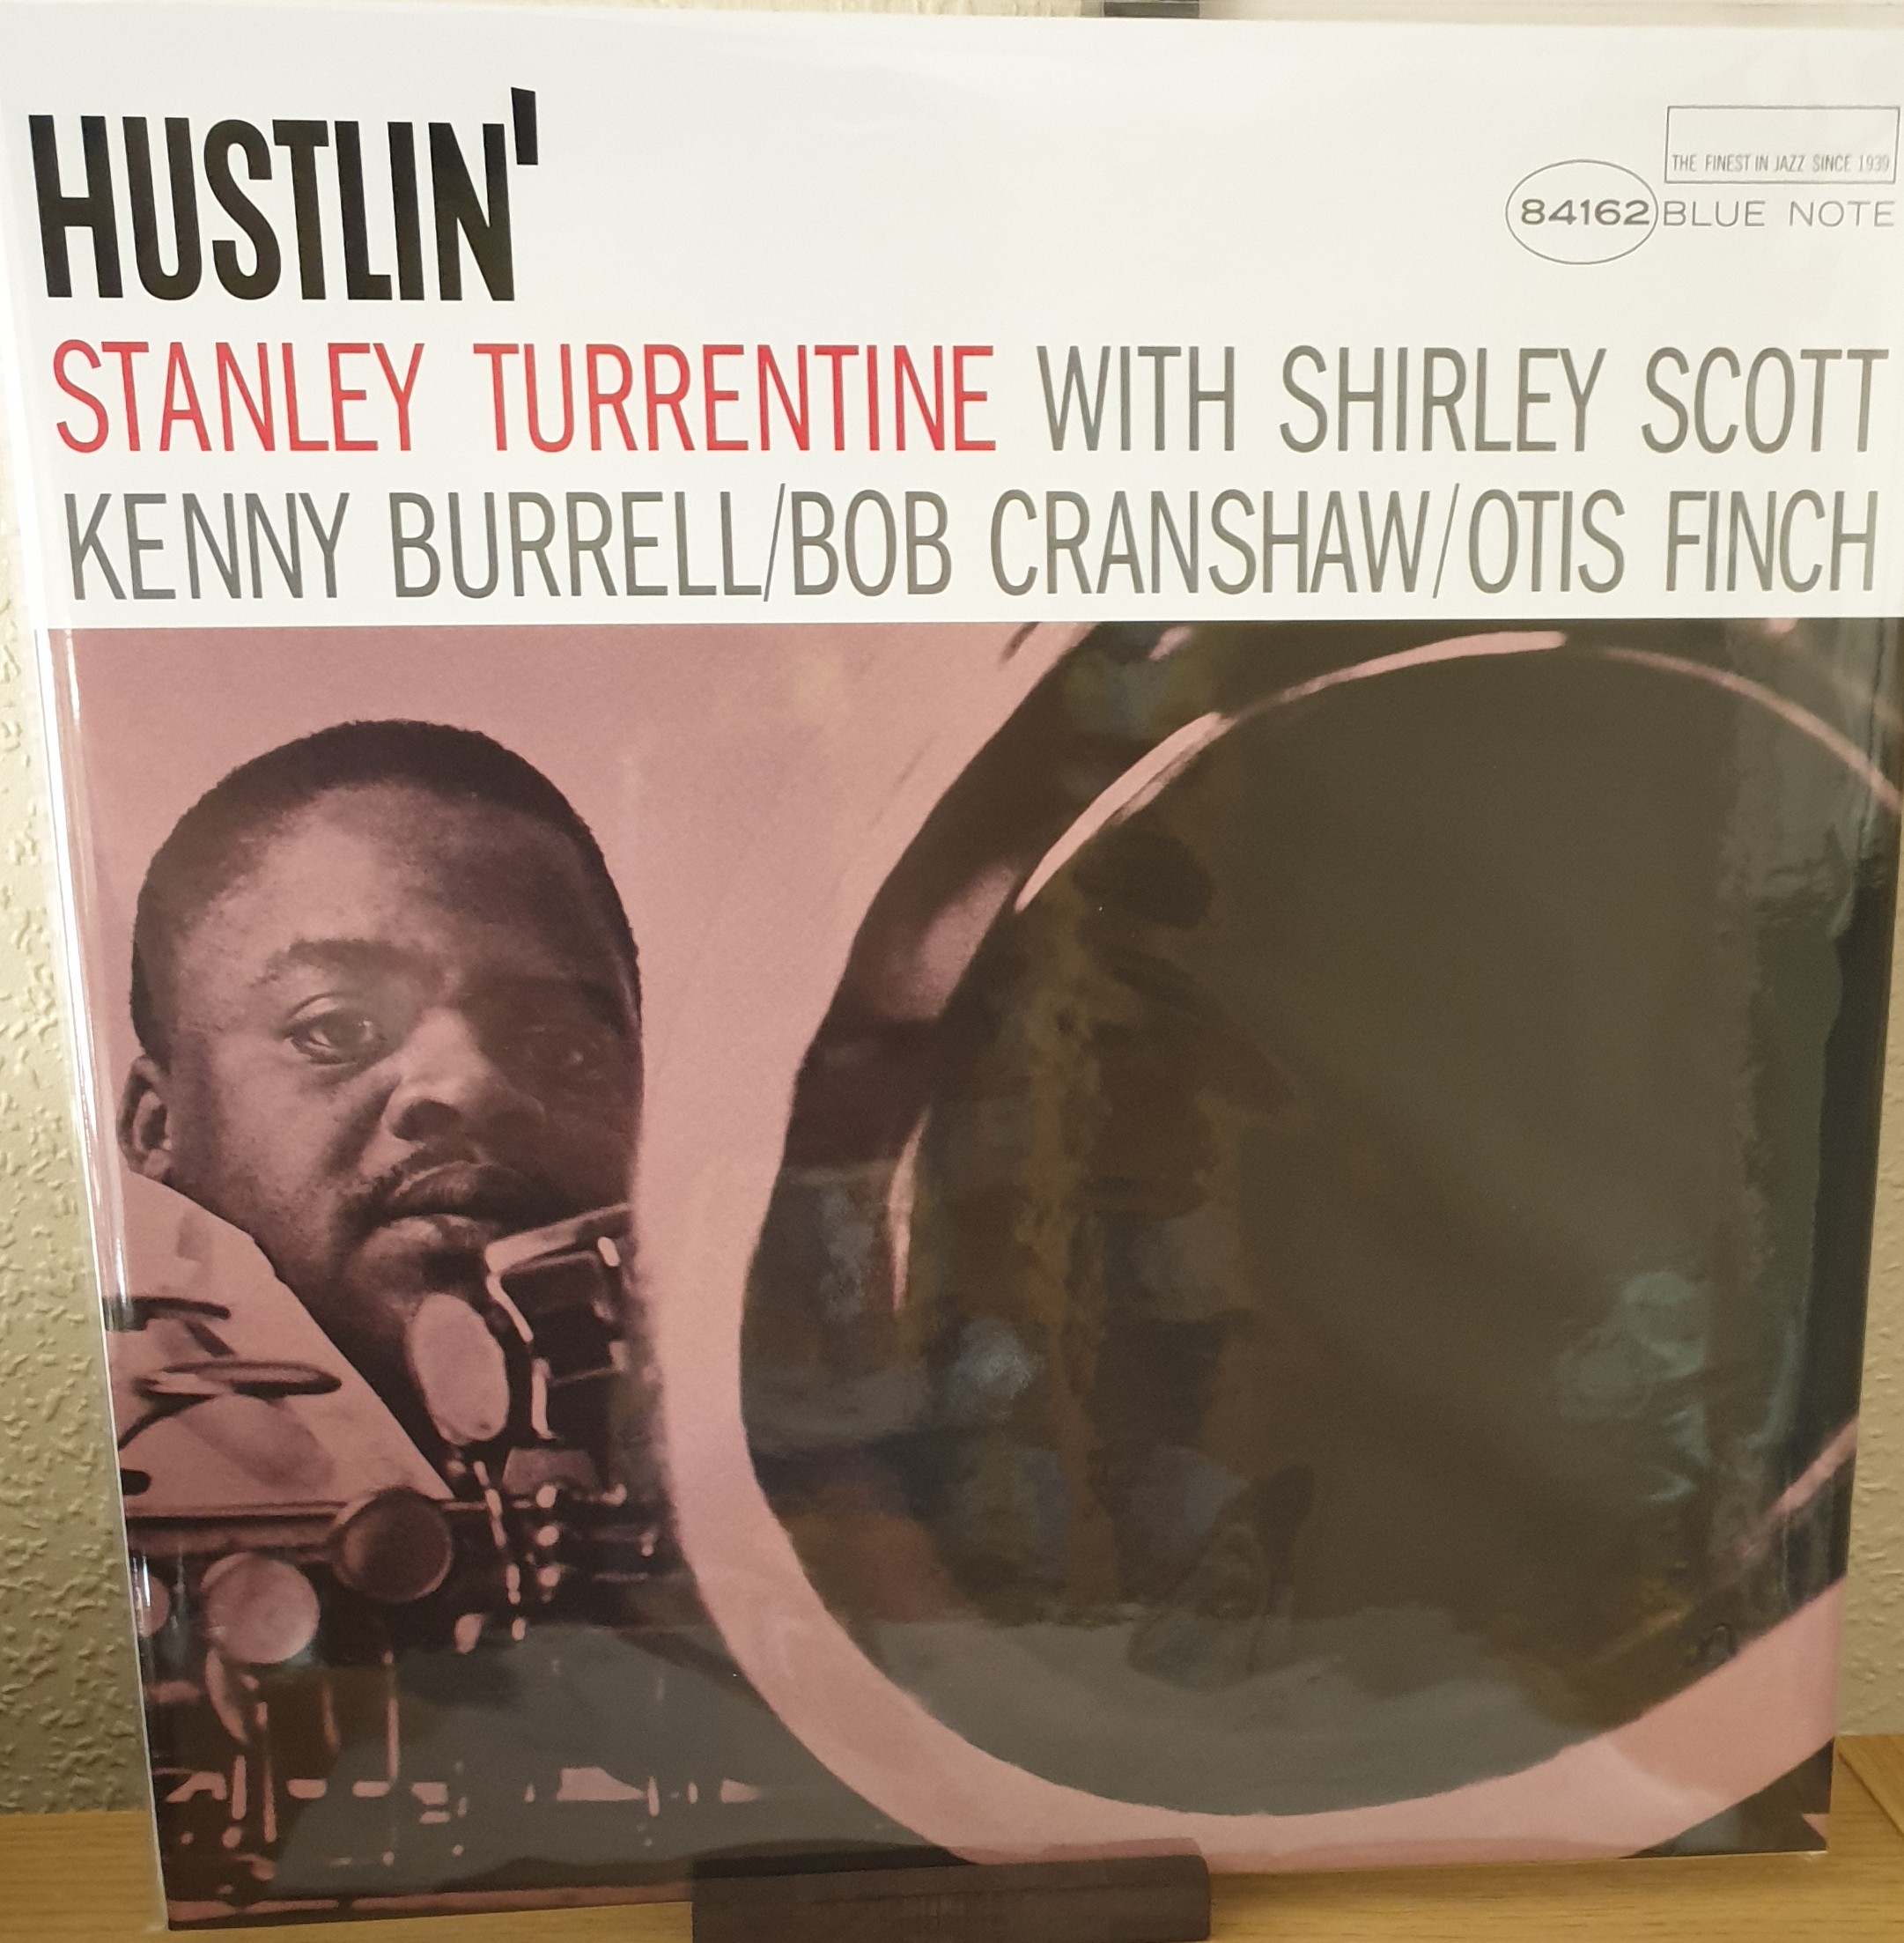 HUSTLIN'
THE FINEST IN JAZZ SINCE 1939
84162 BLUE NOTE
STANLEY TURRENTINE WITH SHIRLEY SCOTT
KENNY BURRELL/BOB CRANSHAW/OTIS FINCH